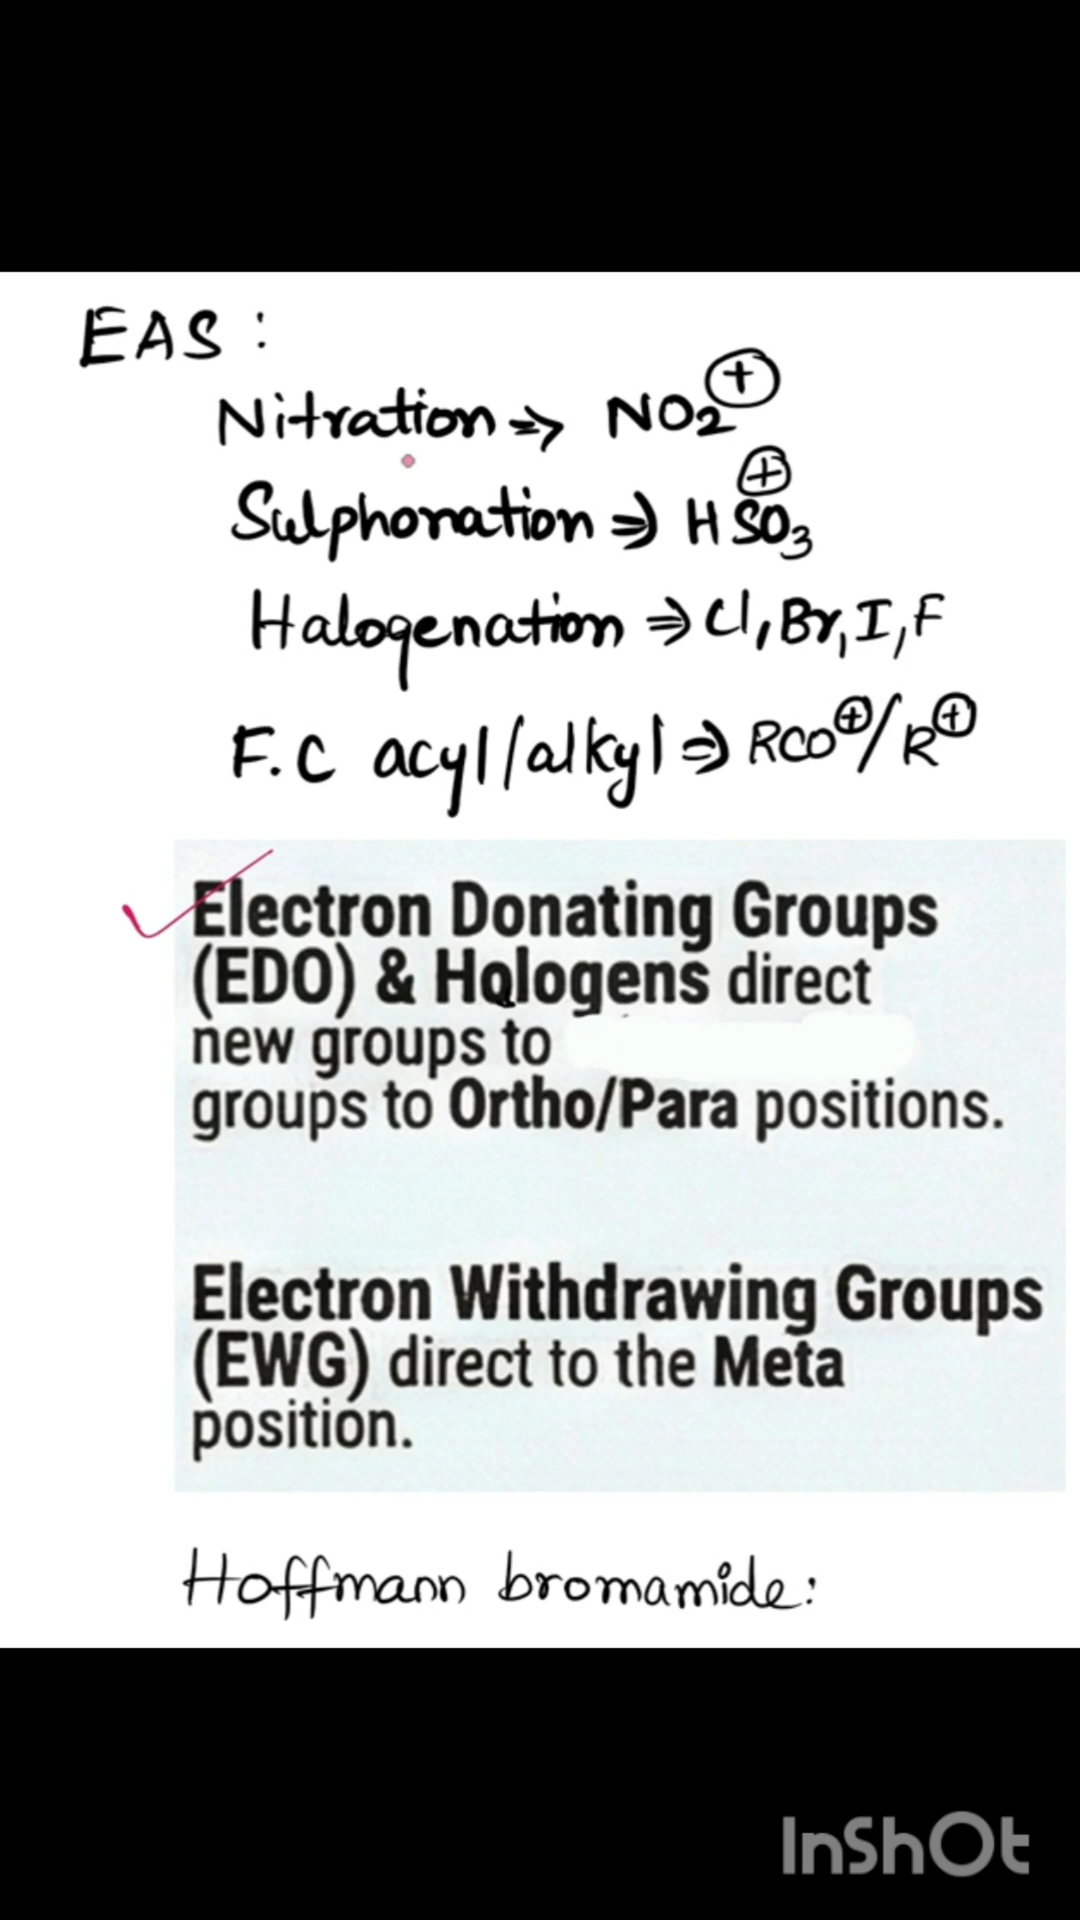 EAS :
Nitration ⇒ NO₂⊕
Sulphonation ⇒ HSO₃⊕
Halogenation ⇒ Cl, Br, I, F
F.C acyl/alkyl ⇒ RCO⊕/R⊕
Electron Donating Groups
(EDO) & Halogens direct
new groups to
groups to Ortho/Para positions.
Electron Withdrawing Groups
(EWG) direct to the Meta
position.
Hoffmann bromamide:
InShOt